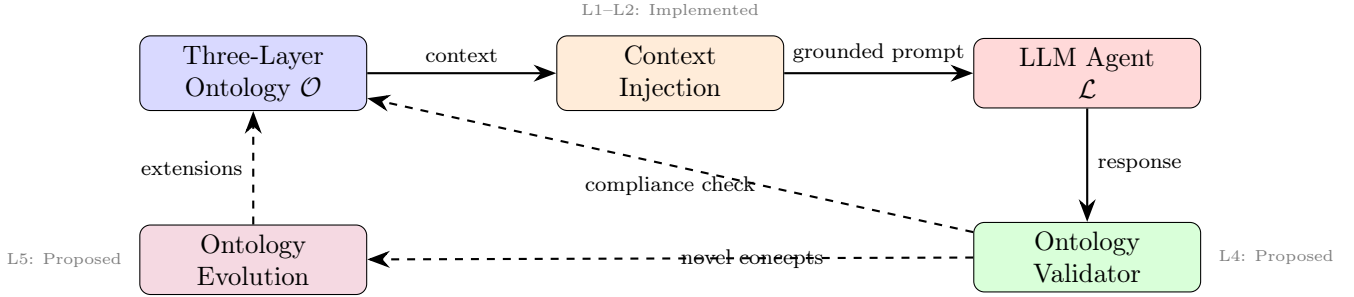 L1–L2: Implemented
Three-Layer
Ontology 𝒪
context
Context
Injection
grounded prompt
LLM Agent
ℒ
extensions
compliance check
response
L5: Proposed
Ontology
Evolution
novel concepts
Ontology
Validator
L4: Proposed